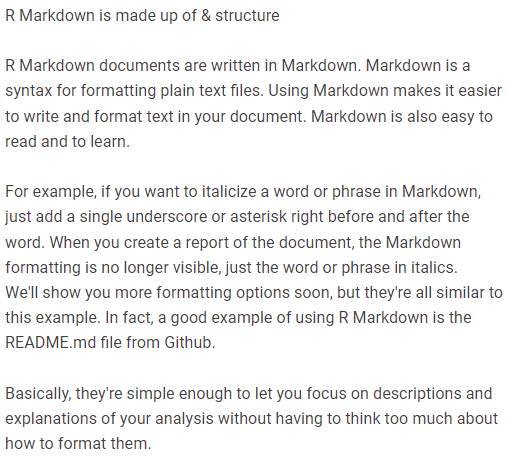 R Markdown is made up of & structure
R Markdown documents are written in Markdown. Markdown is a
syntax for formatting plain text files. Using Markdown makes it easier
to write and format text in your document. Markdown is also easy to
read and to learn.
For example, if you want to italicize a word or phrase in Markdown,
just add a single underscore or asterisk right before and after the
word. When you create a report of the document, the Markdown
formatting is no longer visible, just the word or phrase in italics.
We'll show you more formatting options soon, but they're all similar to
this example. In fact, a good example of using R Markdown is the
README.md file from Github.
Basically, they're simple enough to let you focus on descriptions and
explanations of your analysis without having to think too much about
how to format them.